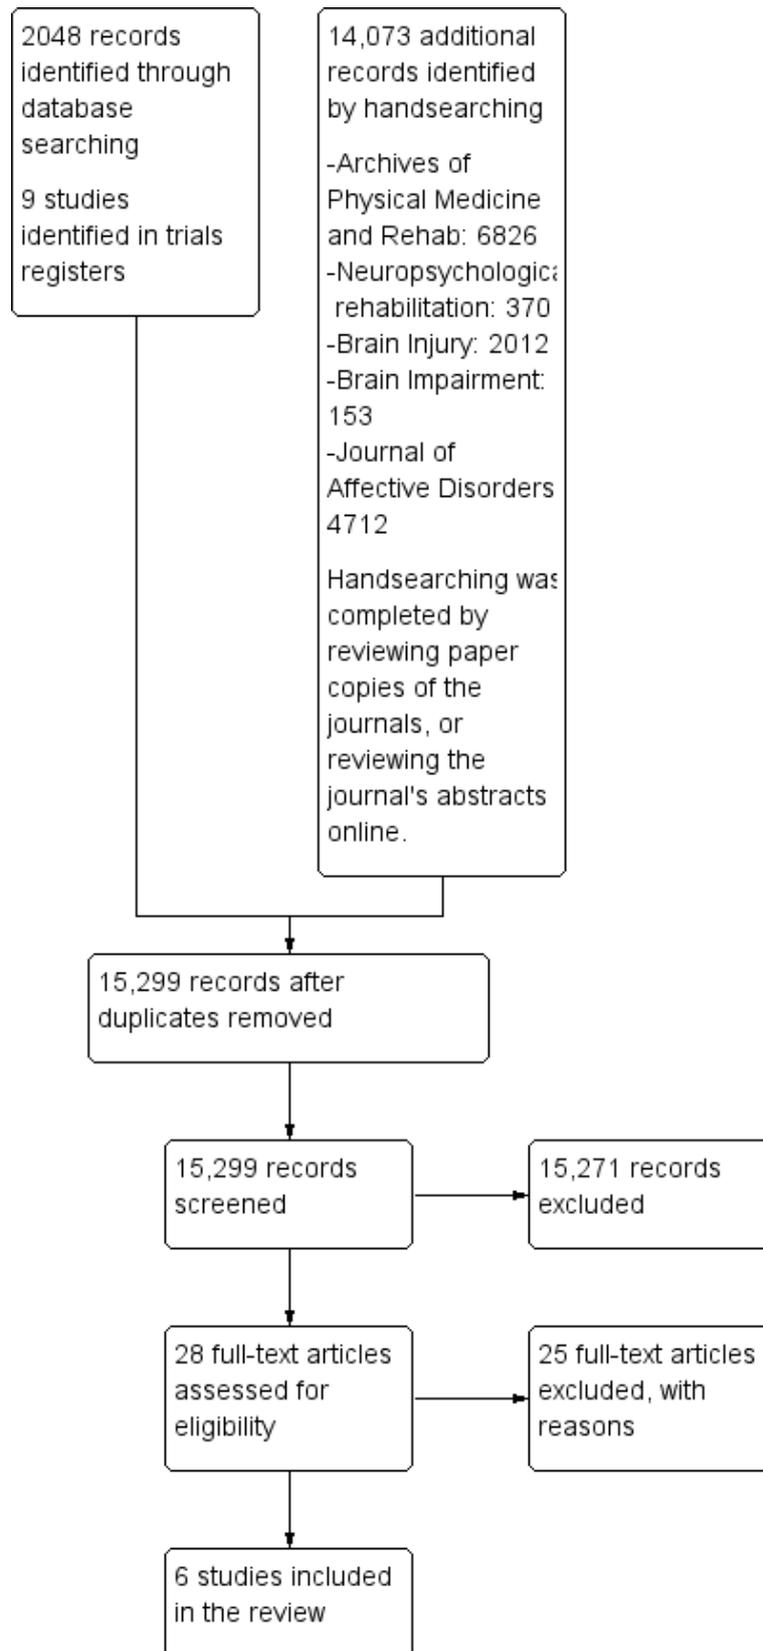 2048 records
identified through
database
searching
9 studies
identified in trials
registers
14,073 additional
records identified
by handsearching
-Archives of
Physical Medicine
and Rehab: 6826
-Neuropsychologica
rehabilitation: 370
-Brain Injury: 2012
-Brain Impairment:
153
-Journal of
Affective Disorders
4712
Handsearching was
completed by
reviewing paper
copies of the
journals, or
reviewing the
journal's abstracts
online.
15,299 records after
duplicates removed
15,299 records
screened
15,271 records
excluded
28 full-text articles
assessed for
eligibility
25 full-text articles
excluded, with
reasons
6 studies included
in the review